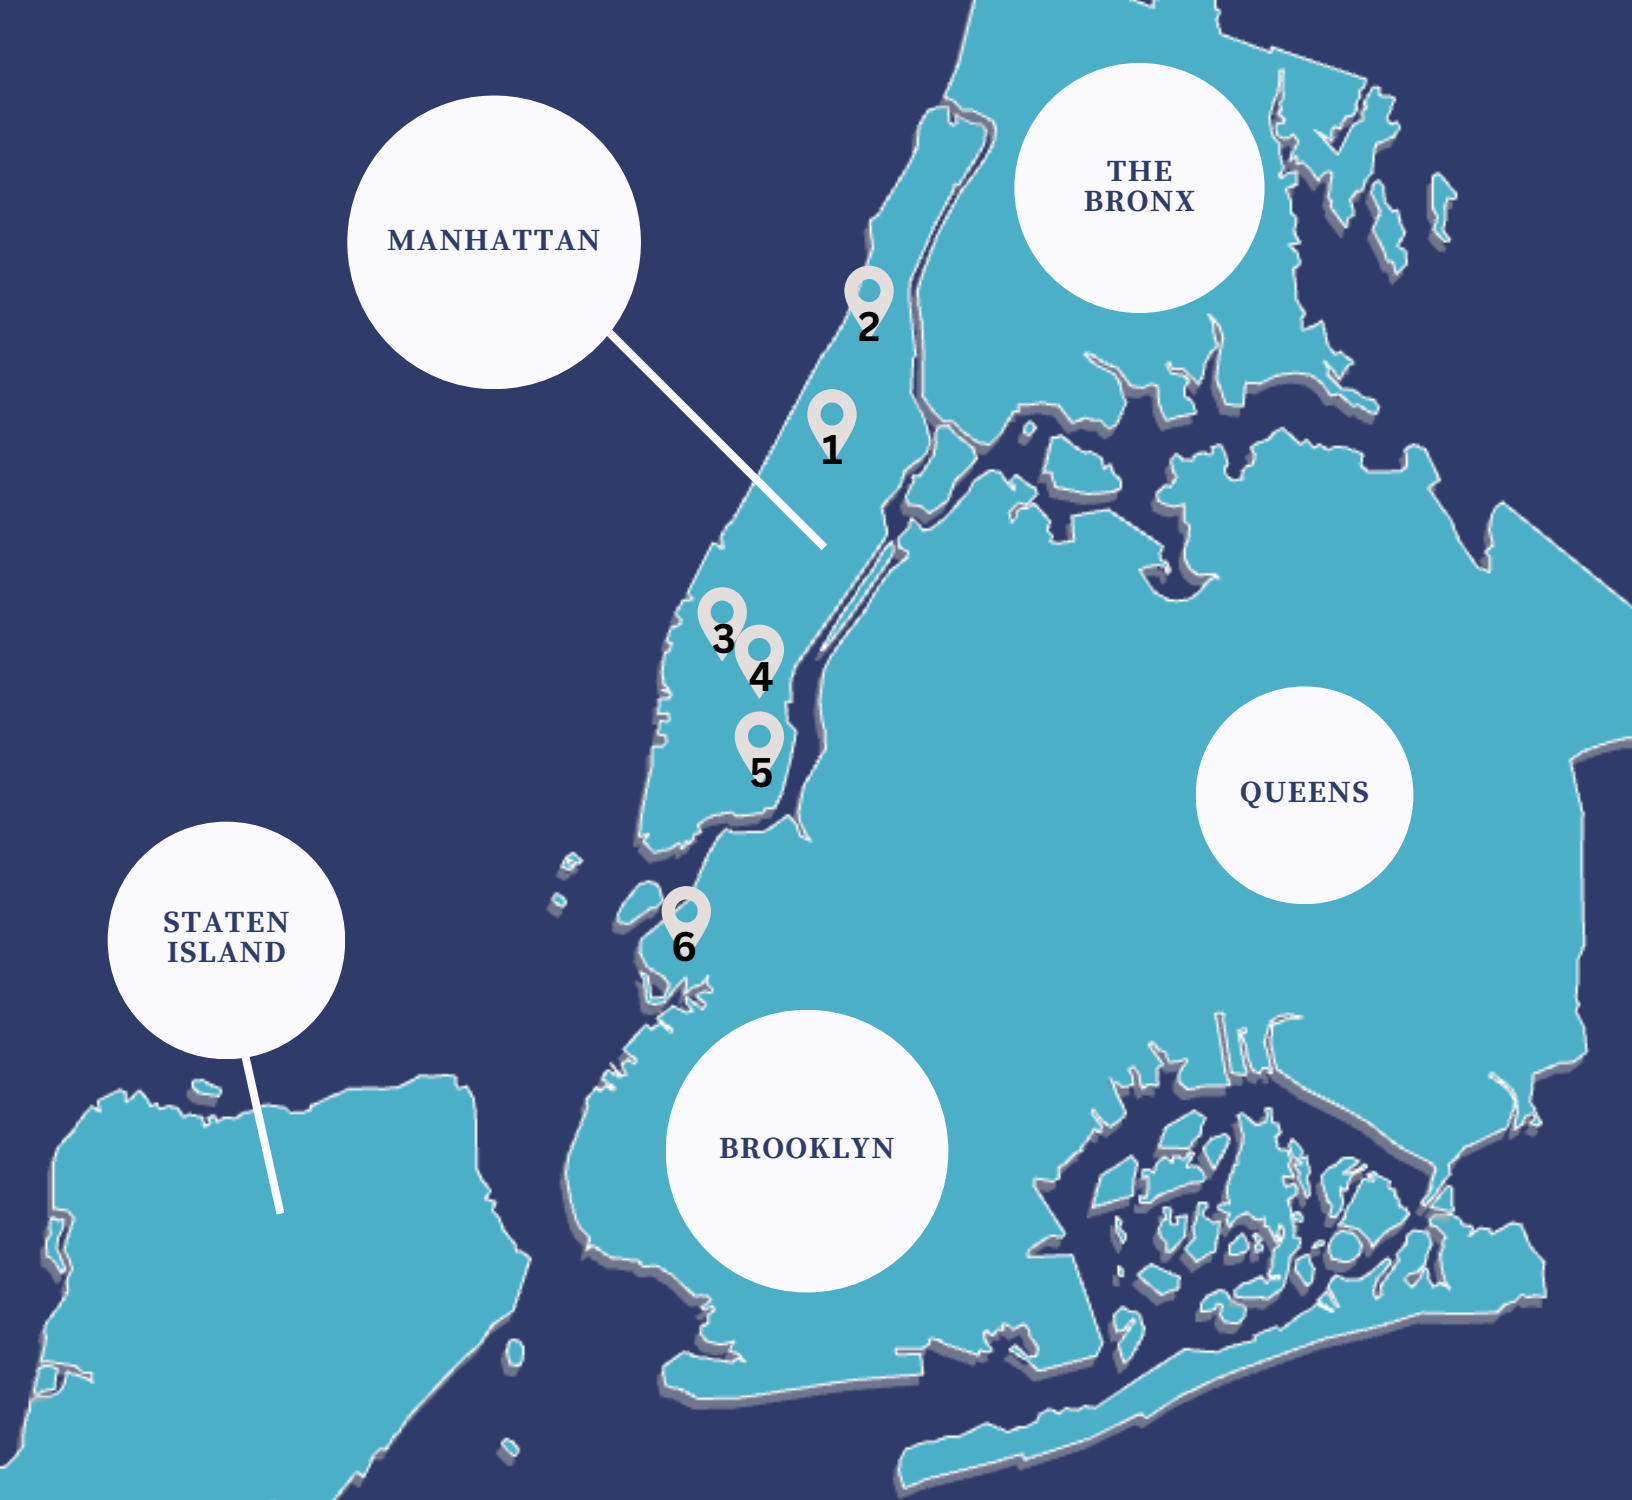 THE
BRONX
MANHATTAN
2
1
3
4
5
QUEENS
STATEN
ISLAND
6
BROOKLYN